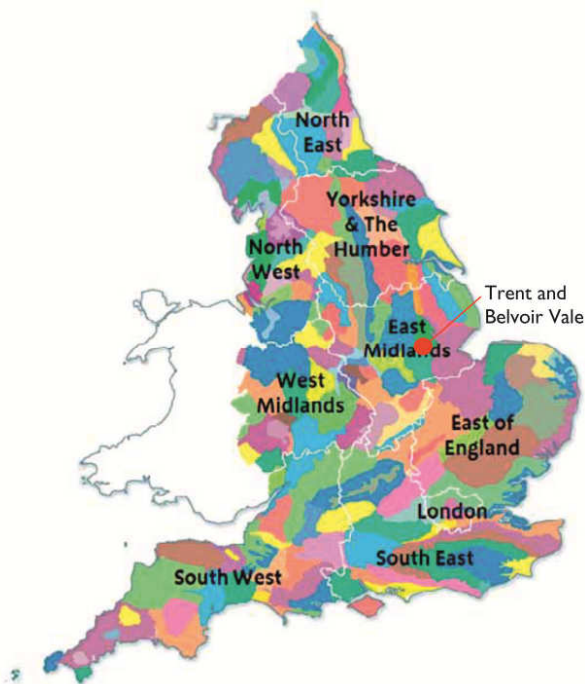 North
East
Yorkshire
& The
Humber
North
West
Trent and
Belvoir Vale
East
Midlands
West
Midlands
East of
England
London
South East
South West